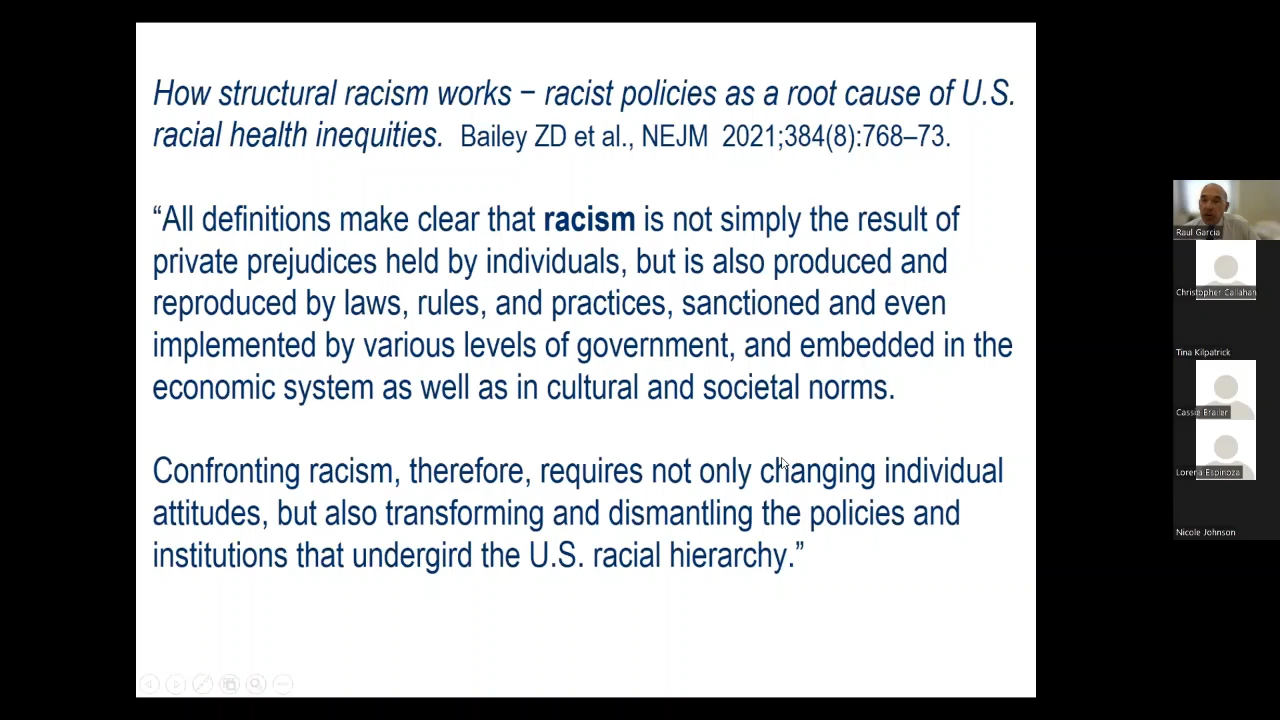 How structural racism works − racist policies as a root cause of U.S.
racial health inequities. Bailey ZD et al., NEJM 2021;384(8):768–73.
“All definitions make clear that racism is not simply the result of
private prejudices held by individuals, but is also produced and
reproduced by laws, rules, and practices, sanctioned and even
implemented by various levels of government, and embedded in the
economic system as well as in cultural and societal norms.
Confronting racism, therefore, requires not only changing individual
attitudes, but also transforming and dismantling the policies and
institutions that undergird the U.S. racial hierarchy.”
Raul Garcia
Christopher Callahan
Tina Kilpatrick
Cassie Brailer
Lorena Espinoza
Nicole Johnson